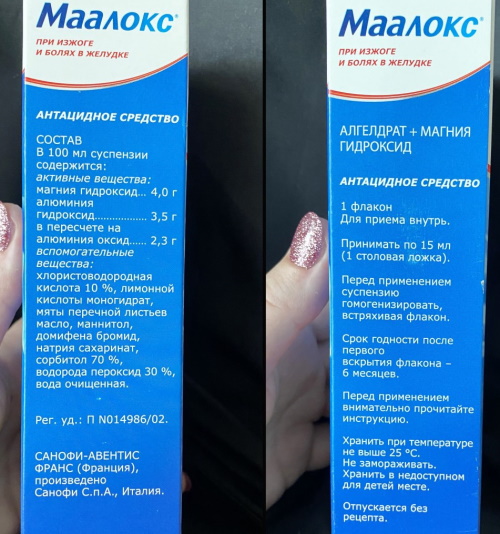 Маалокс®
ПРИ ИЗЖОГЕ
И БОЛЯХ В ЖЕЛУДКЕ
АНТАЦИДНОЕ СРЕДСТВО
СОСТАВ
В 100 мл суспензии
содержится:
активные вещества:
магния гидроксид... 4,0 г
алюминия
гидроксид.................. 3,5 г
в пересчете на
алюминия оксид...... 2,3 г
вспомогательные
вещества:
хлористоводородная
кислота 10 %, лимонной
кислоты моногидрат,
мяты перечной листьев
масло, маннитол,
домифена бромид,
натрия сахаринат,
сорбитол 70 %,
водорода пероксид 30 %,
вода очищенная.
Рег. уд.: П N014986/02.
САНОФИ-АВЕНТИС
ФРАНС (Франция),
произведено
Санофи С.п.А., Италия.
Маалокс®
ПРИ ИЗЖОГЕ
И БОЛЯХ В ЖЕЛУДКЕ
АЛГЕЛДРАТ + МАГНИЯ
ГИДРОКСИД
АНТАЦИДНОЕ СРЕДСТВО
1 флакон
Для приема внутрь.
Принимать по 15 мл
(1 столовая ложка).
Перед применением
суспензию
гомогенизировать,
встряхивая флакон.
Срок годности после
первого
вскрытия флакона –
6 месяцев.
Перед применением
внимательно прочитайте
инструкцию.
Хранить при температуре
не выше 25 °С.
Не замораживать.
Хранить в недоступном
для детей месте.
Отпускается без
рецепта.